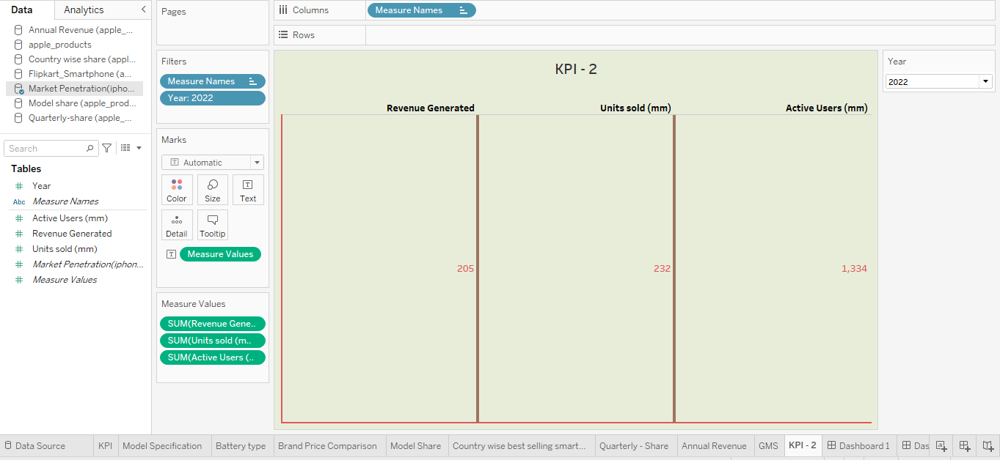 Data
Analytics
Annual Revenue (apple_...
apple_products
Country wise share (appl...
Flipkart_Smartphone (a...
Market Penetration(ipho...
Model share (apple_prod...
Quarterly-share (apple_...
Search
Tables
Year
Abc Measure Names
Active Users (mm)
Revenue Generated
Units sold (mm)
Market Penetration(iphon...
Measure Values
Pages
Filters
Measure Names
Year: 2022
Marks
Automatic
Color Size Text
Detail Tooltip
Measure Values
Measure Values
SUM(Revenue Gene..
SUM(Units sold (m..
SUM(Active Users (..
Columns Measure Names
Rows
KPI - 2
Revenue Generated Units sold (mm) Active Users (mm)
205 232 1,334
Year
2022
Data Source KPI Model Specification Battery type Brand Price Comparison Model Share Country wise best selling smart... Quarterly - Share Annual Revenue GMS KPI - 2 Dashboard 1 Das